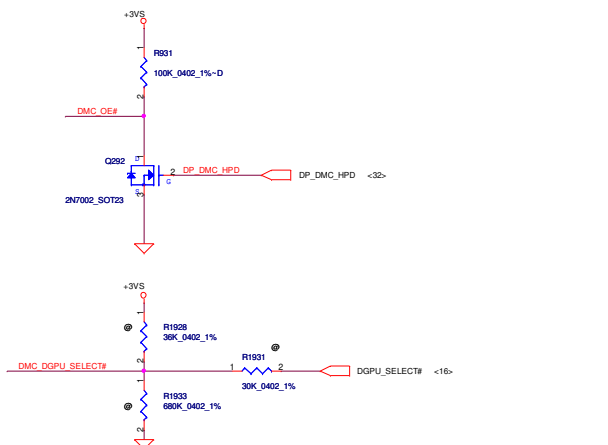 +3VS
1
R931
100K_0402_1%~D
2
DMC_OE#
Q292
D
1
2
DP_DMC_HPD
DP_DMC_HPD <32>
G
S
3
2N7002_SOT23
+3VS
1
@
R1928
36K_0402_1%
2
@
R1931
DMC_DGPU_SELECT#
1
2
DGPU_SELECT# <16>
30K_0402_1%
1
@
R1933
680K_0402_1%
2